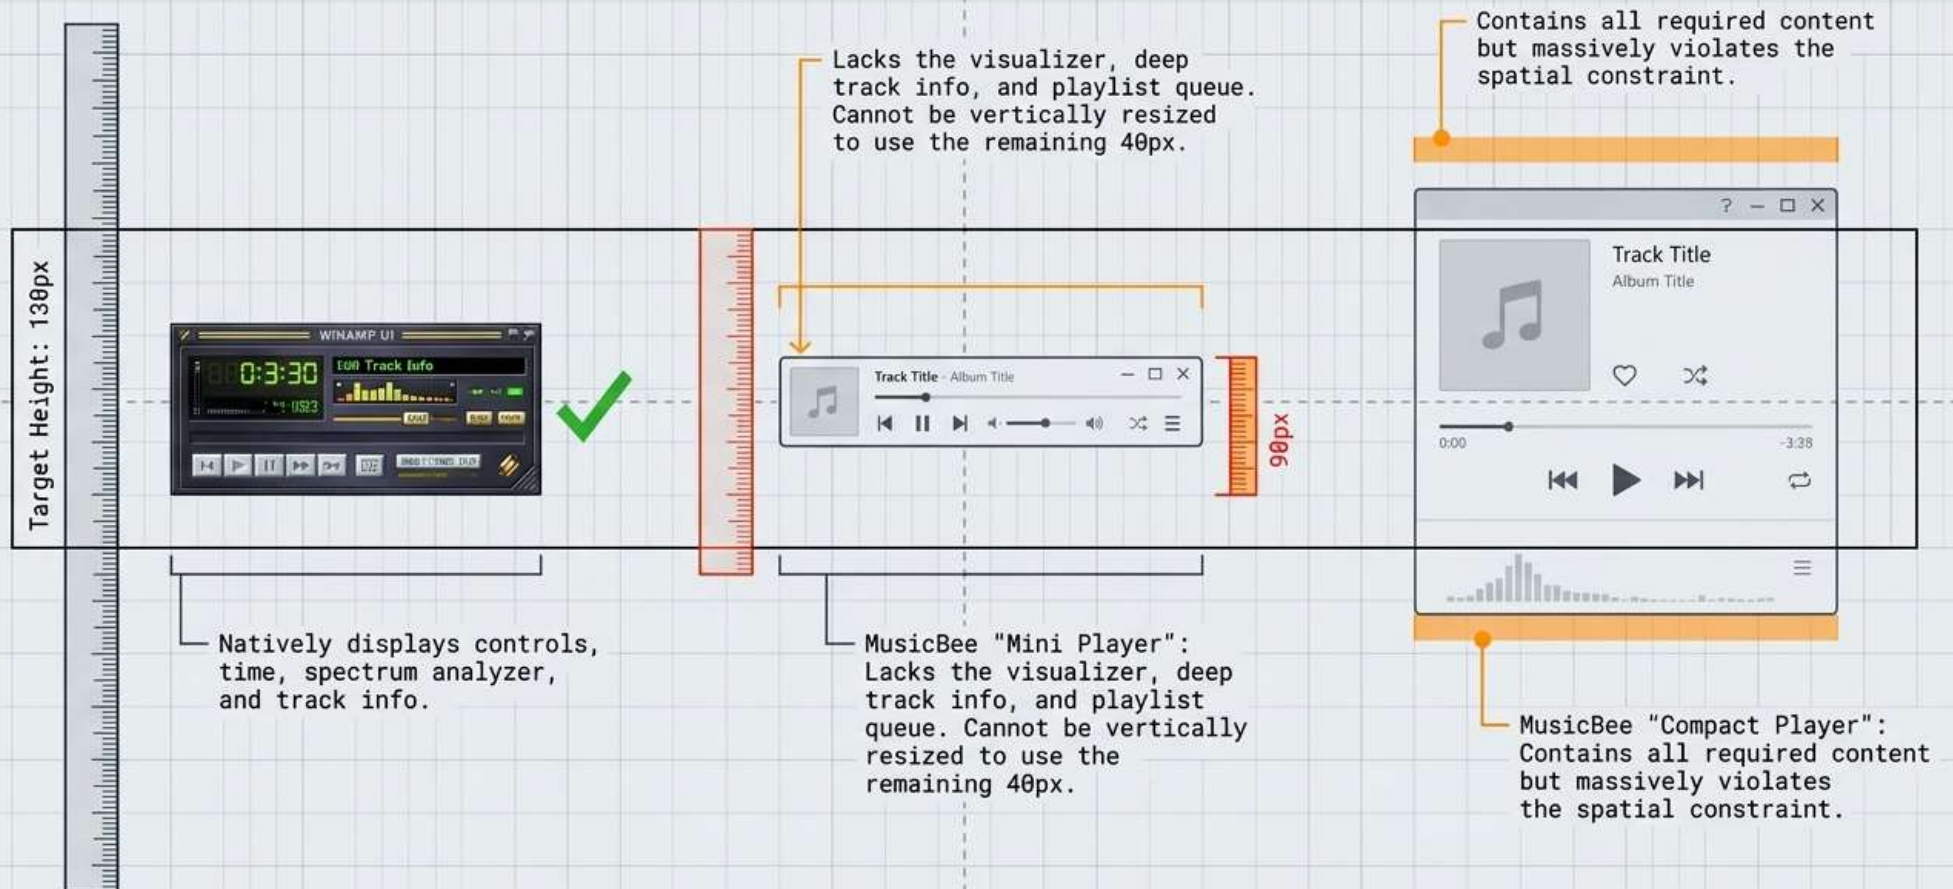 Contains all required content
but massively violates the
spatial constraint.
Lacks the visualizer, deep
track info, and playlist queue.
Cannot be vertically resized
to use the remaining 40px.
Target Height: 130px
WINAMP UI
0:3:30
Track Info
Track Title - Album Title
90px
?
Track Title
Album Title
0:00
-3:38
Natively displays controls,
time, spectrum analyzer,
and track info.
MusicBee "Mini Player":
Lacks the visualizer, deep
track info, and playlist
queue. Cannot be vertically
resized to use the
remaining 40px.
MusicBee "Compact Player":
Contains all required content
but massively violates
the spatial constraint.